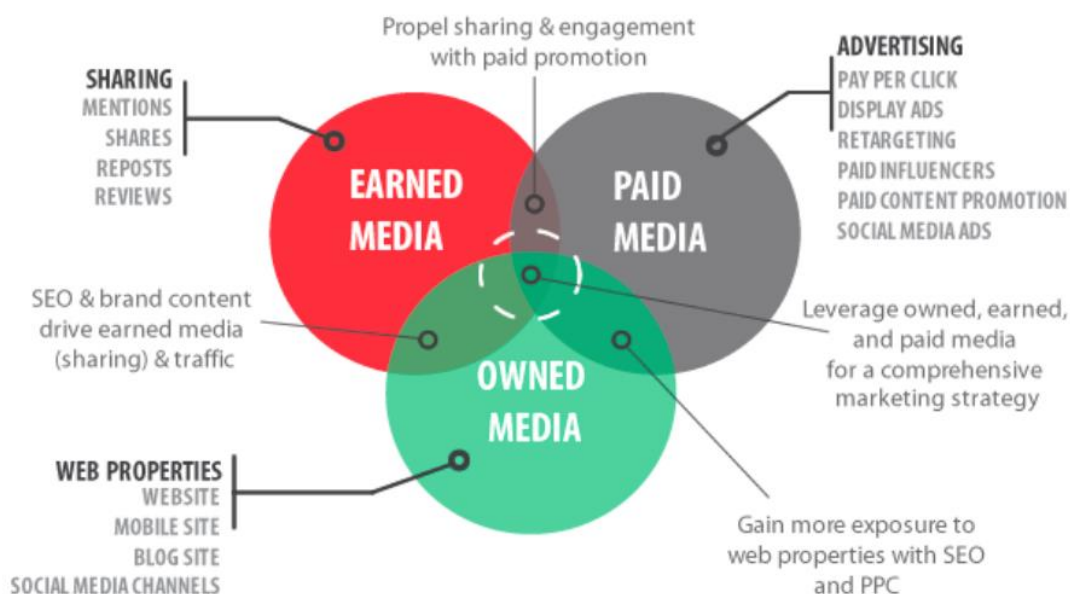 Propel sharing & engagement
with paid promotion
SHARING
MENTIONS
SHARES
REPOSTS
REVIEWS
ADVERTISING
PAY PER CLICK
DISPLAY ADS
RETARGETING
PAID INFLUENCERS
PAID CONTENT PROMOTION
SOCIAL MEDIA ADS
EARNED
MEDIA
PAID
MEDIA
SEO & brand content
drive earned media
(sharing) & traffic
Leverage owned, earned,
and paid media
for a comprehensive
marketing strategy
OWNED
MEDIA
WEB PROPERTIES
WEBSITE
MOBILE SITE
BLOG SITE
SOCIAL MEDIA CHANNELS
Gain more exposure to
web properties with SEO
and PPC